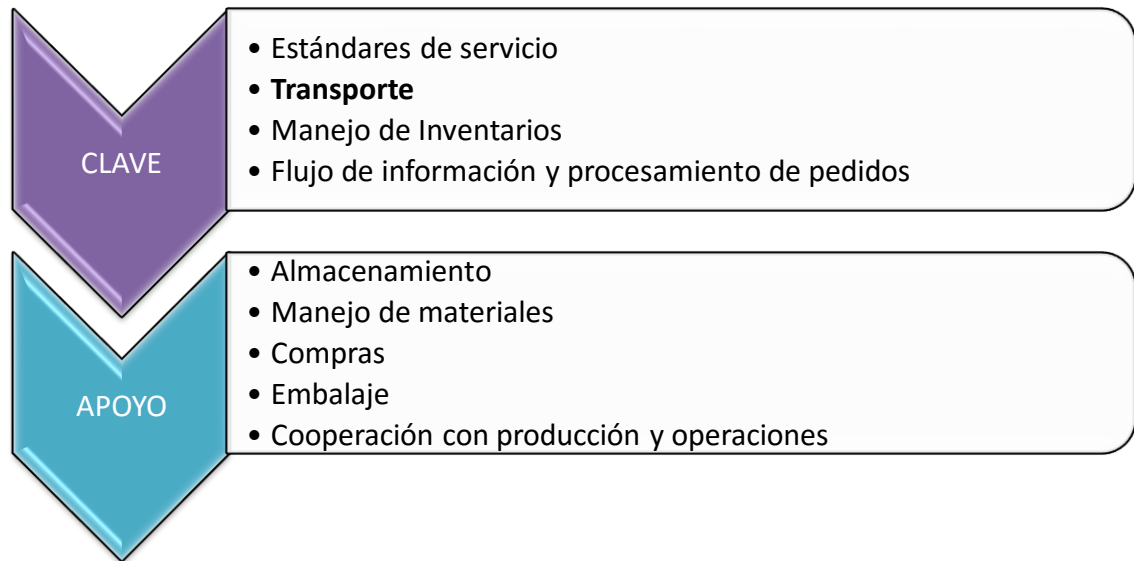 CLAVE
• Estándares de servicio
• Transporte
• Manejo de Inventarios
• Flujo de información y procesamiento de pedidos
APOYO
• Almacenamiento
• Manejo de materiales
• Compras
• Embalaje
• Cooperación con producción y operaciones